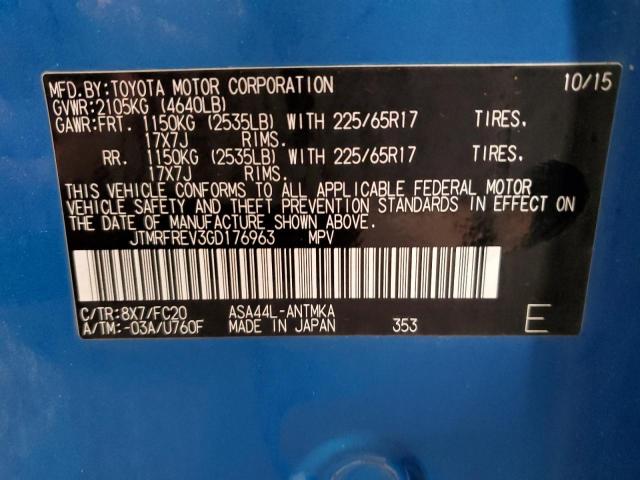 MFD.BY:TOYOTA MOTOR CORPORATION 10/15
GVWR:2105KG (4640LB)
GAWR:FRT. 1150KG (2535LB) WITH 225/65R17 TIRES,
17X7J RIMS.
RR. 1150KG (2535LB) WITH 225/65R17 TIRES,
17X7J RIMS.
THIS VEHICLE CONFORMS TO ALL APPLICABLE FEDERAL MOTOR
VEHICLE SAFETY AND THEFT PREVENTION STANDARDS IN EFFECT ON
THE DATE OF MANUFACTURE SHOWN ABOVE.
JTMRFREV3GD176963 MPV
C/TR:8X7/FC20 ASA44L-ANTMKA
A/TM:-03A/U760F MADE IN JAPAN 353 E